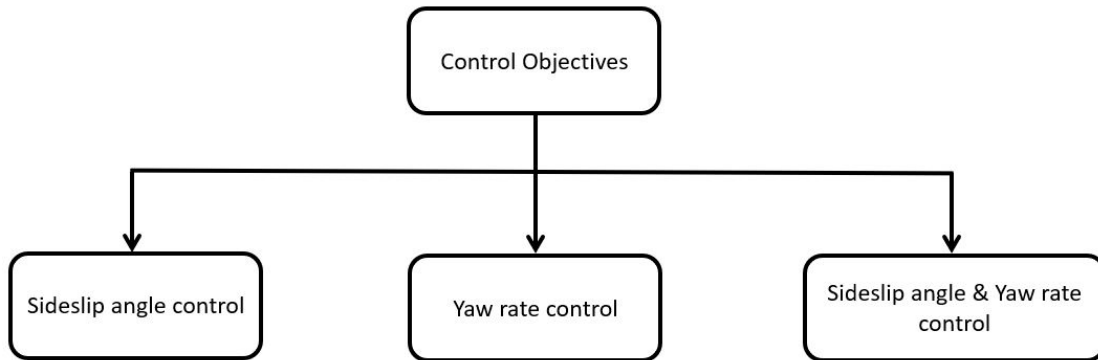 Control Objectives
Sideslip angle control
Yaw rate control
Sideslip angle & Yaw rate
control